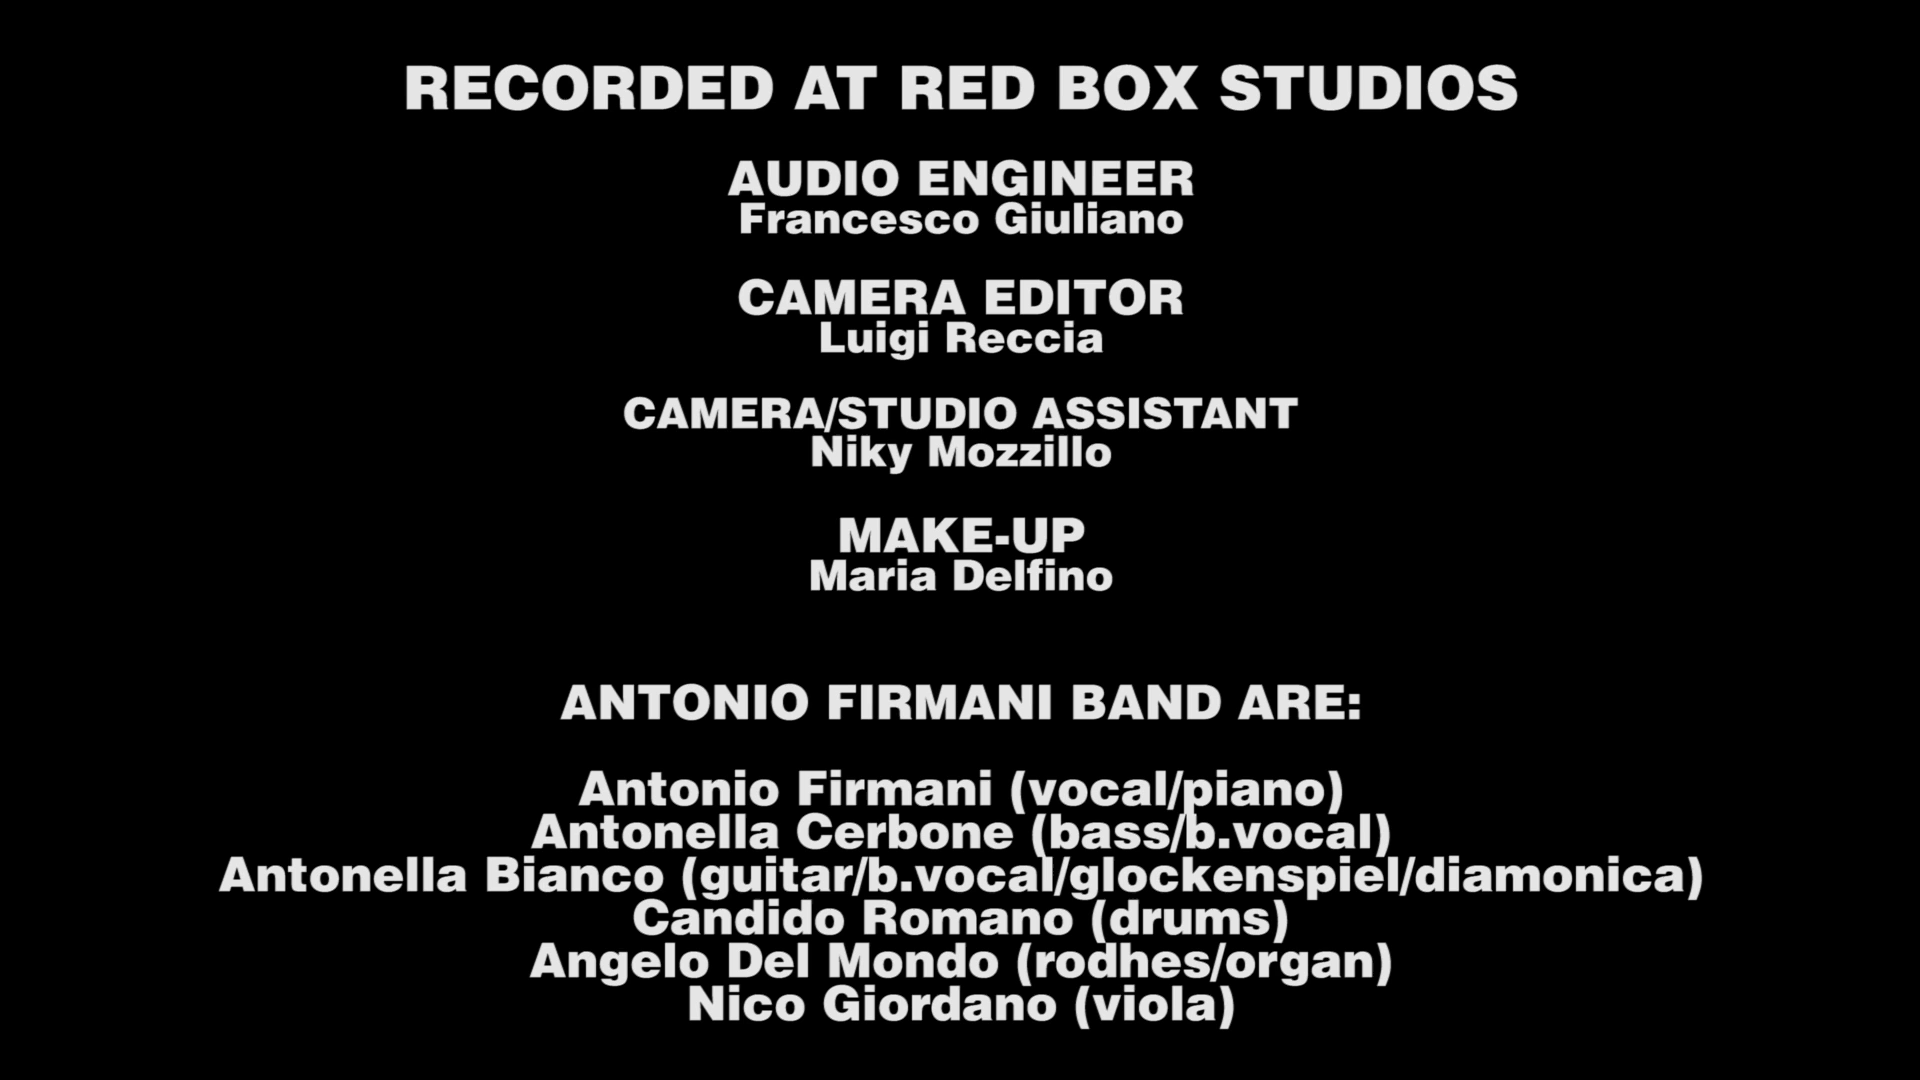 RECORDED AT RED BOX STUDIOS
AUDIO ENGINEER
Francesco Giuliano
CAMERA EDITOR
Luigi Reccia
CAMERA/STUDIO ASSISTANT
Niky Mozzillo
MAKE-UP
Maria Delfino
ANTONIO FIRMANI BAND ARE:
Antonio Firmani (vocal/piano)
Antonella Cerbone (bass/b.vocal)
Antonella Bianco (guitar/b.vocal/glockenspiel/diamonica)
Candido Romano (drums)
Angelo Del Mondo (rodhes/organ)
Nico Giordano (viola)